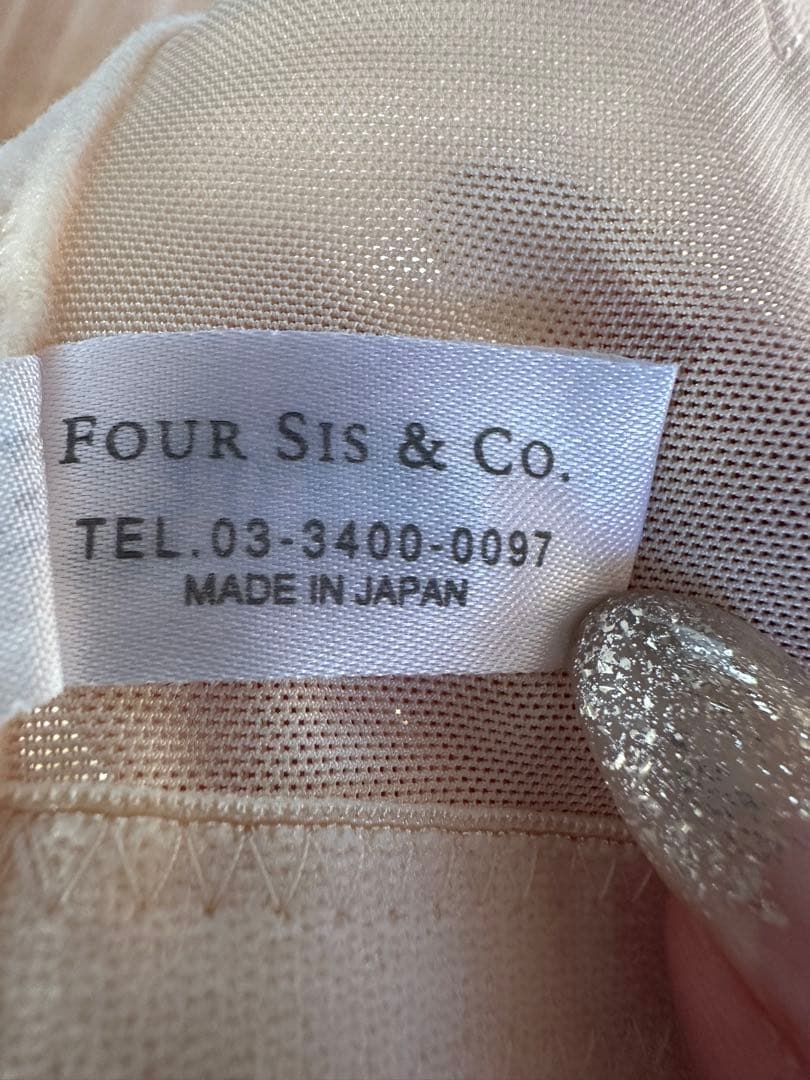 FOUR SIS & CO.
TEL.03-3400-0097
MADE IN JAPAN